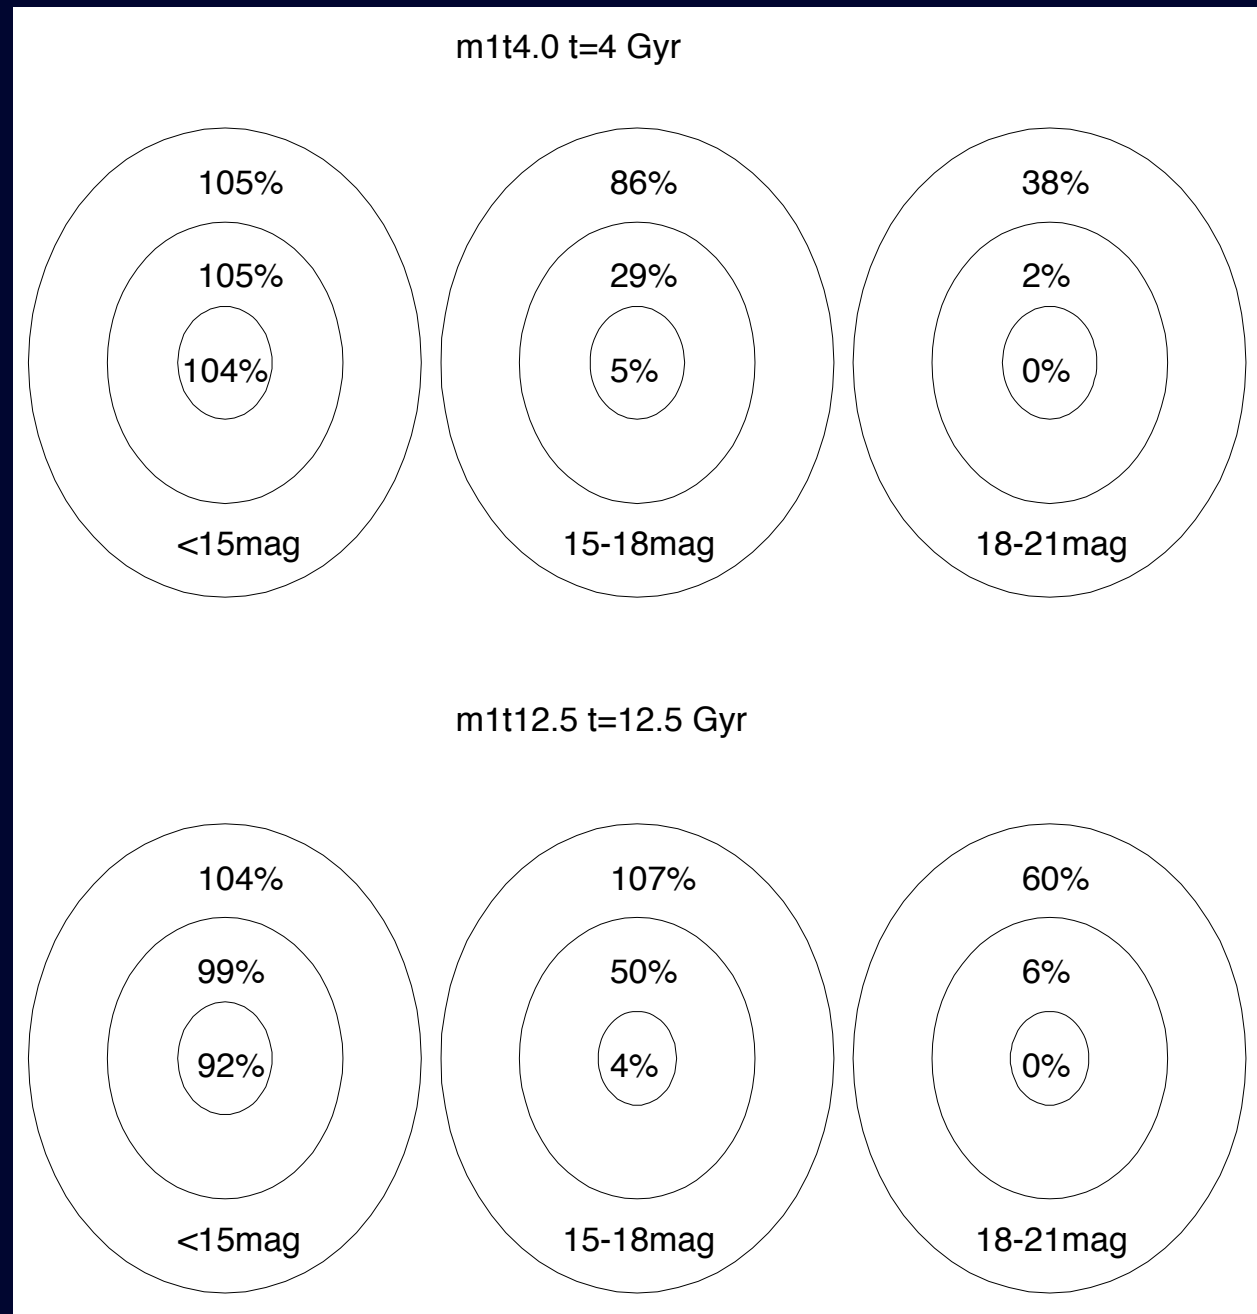 m1t4.0 t=4 Gyr
105% 86% 38%
105% 29% 2%
104% 5% 0%
<15mag 15-18mag 18-21mag
m1t12.5 t=12.5 Gyr
104% 107% 60%
99% 50% 6%
92% 4% 0%
<15mag 15-18mag 18-21mag